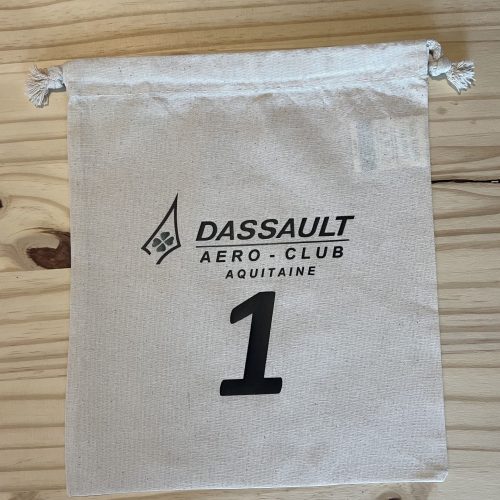 DASSAULT
AERO - CLUB
AQUITAINE
1